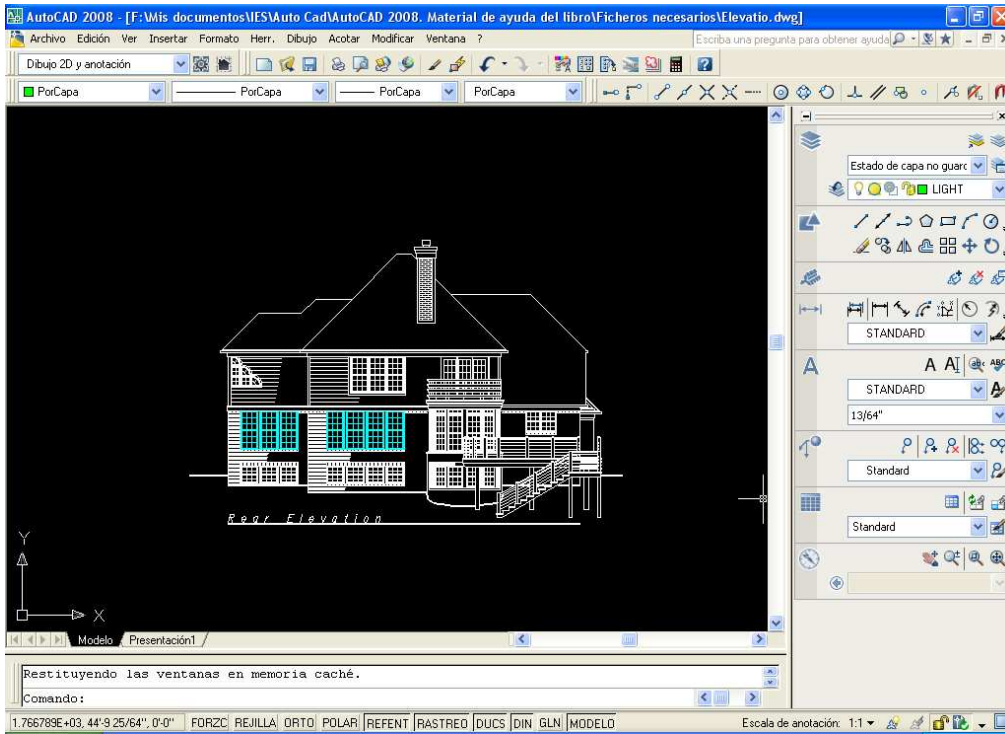 AutoCAD 2008 - [F:\Mis documentos\IES\Auto Cad\AutoCAD 2008. Material de ayuda del libro\Ficheros necesarios\Elevatio.dwg]
Archivo Edición Ver Insertar Formato Herr. Dibujo Acotar Modificar Ventana ? Escriba una pregunta para obtener ayuda
Dibujo 2D y anotación
PorCapa PorCapa PorCapa PorCapa
Estado de capa no guarc
LIGHT
STANDARD
A A AI abc ABC
STANDARD
13/64"
Standard
Standard
Rear Elevation
Y
X
Modelo Presentación1
Restituyendo las ventanas en memoria caché.
Comando:
1.766789E+03, 44'-9 25/64", 0'-0" FORZC REJILLA ORTO POLAR REFENT RASTREO DUCS DIN GLN MODELO Escala de anotación: 1:1